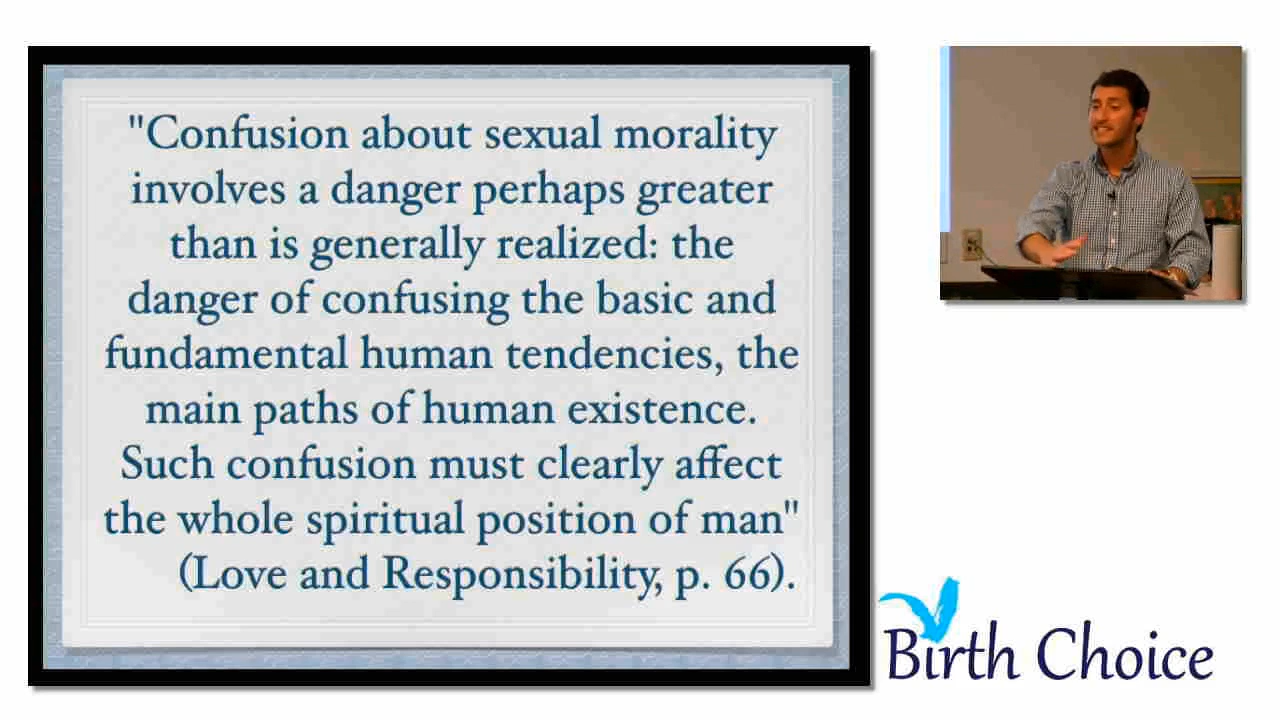 "Confusion about sexual morality
involves a danger perhaps greater
than is generally realized: the
danger of confusing the basic and
fundamental human tendencies, the
main paths of human existence.
Such confusion must clearly affect
the whole spiritual position of man"
(Love and Responsibility, p. 66).
Birth Choice